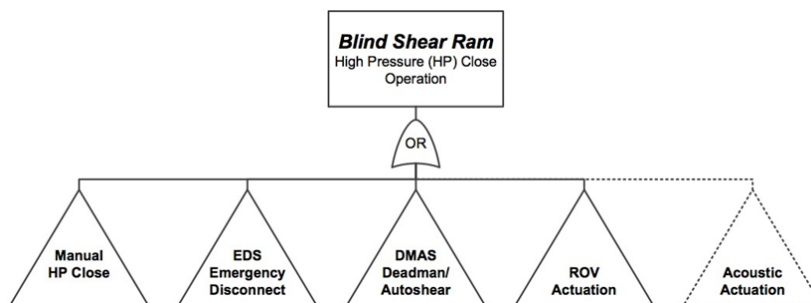 Blind Shear Ram
High Pressure (HP) Close
Operation
OR
Manual
HP Close
EDS
Emergency
Disconnect
DMAS
Deadman/
Autoshear
ROV
Actuation
Acoustic
Actuation